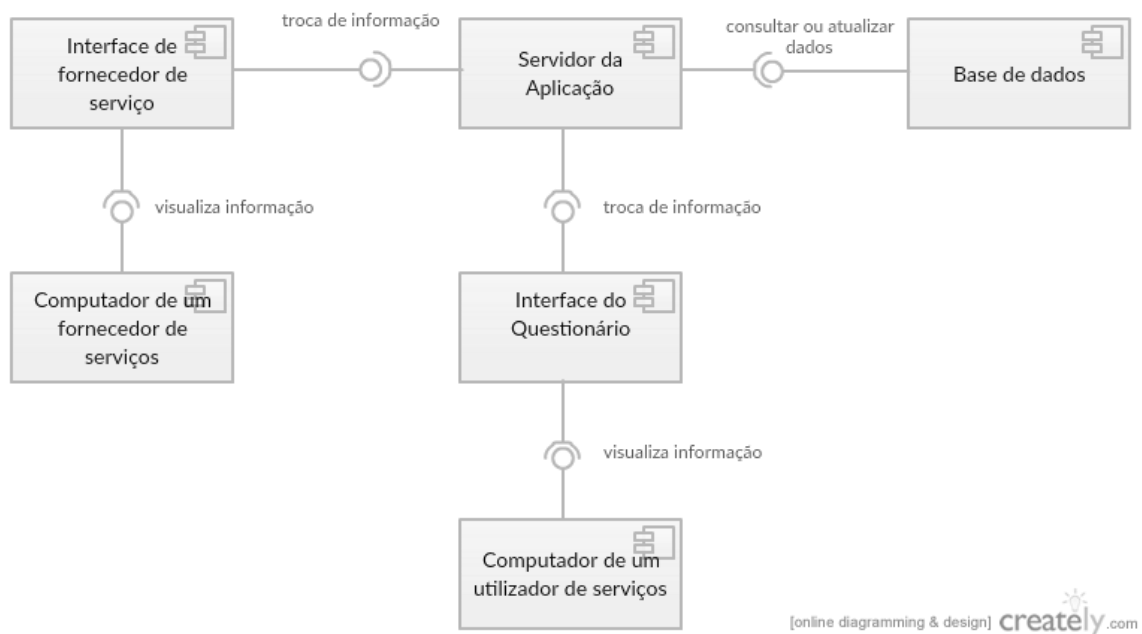 Interface de
fornecedor de
serviço
troca de informação
Servidor da
Aplicação
consultar ou atualizar
dados
Base de dados
visualiza informação
troca de informação
Computador de um
fornecedor de
serviços
Interface do
Questionário
visualiza informação
Computador de um
utilizador de serviços
[online diagramming & design] creately.com